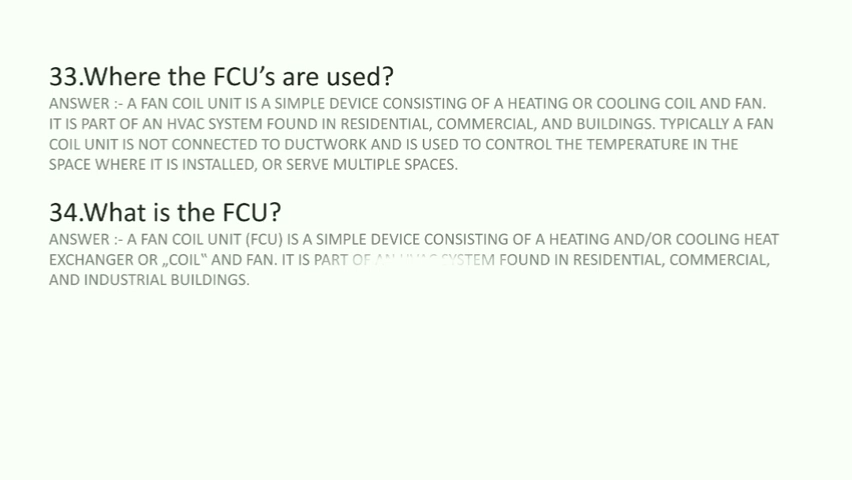 33.Where the FCU’s are used?
ANSWER :- A FAN COIL UNIT IS A SIMPLE DEVICE CONSISTING OF A HEATING OR COOLING COIL AND FAN.
IT IS PART OF AN HVAC SYSTEM FOUND IN RESIDENTIAL, COMMERCIAL, AND BUILDINGS. TYPICALLY A FAN
COIL UNIT IS NOT CONNECTED TO DUCTWORK AND IS USED TO CONTROL THE TEMPERATURE IN THE
SPACE WHERE IT IS INSTALLED, OR SERVE MULTIPLE SPACES.
34.What is the FCU?
ANSWER :- A FAN COIL UNIT (FCU) IS A SIMPLE DEVICE CONSISTING OF A HEATING AND/OR COOLING HEAT
EXCHANGER OR „COIL‟ AND FAN. IT IS PART OF AN HVAC SYSTEM FOUND IN RESIDENTIAL, COMMERCIAL,
AND INDUSTRIAL BUILDINGS.